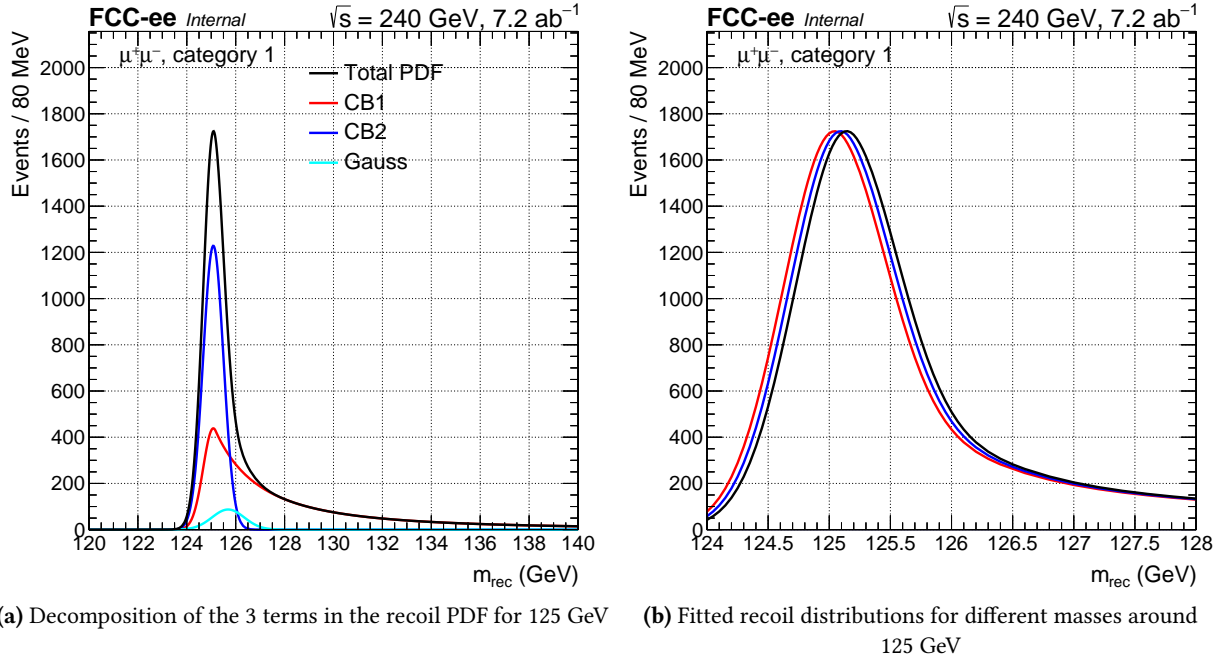 FCC-ee Internal √s = 240 GeV, 7.2 ab⁻¹
μ⁺μ⁻, category 1
Total PDF
CB1
CB2
Gauss
Events / 80 MeV
2000
1800
1600
1400
1200
1000
800
600
400
200
0
120 122 124 126 128 130 132 134 136 138 140
m_rec (GeV)
(a) Decomposition of the 3 terms in the recoil PDF for 125 GeV
FCC-ee Internal √s = 240 GeV, 7.2 ab⁻¹
μ⁺μ⁻, category 1
Events / 80 MeV
2000
1800
1600
1400
1200
1000
800
600
400
200
0
124 124.5 125 125.5 126 126.5 127 127.5 128
m_rec (GeV)
(b) Fitted recoil distributions for different masses around
125 GeV